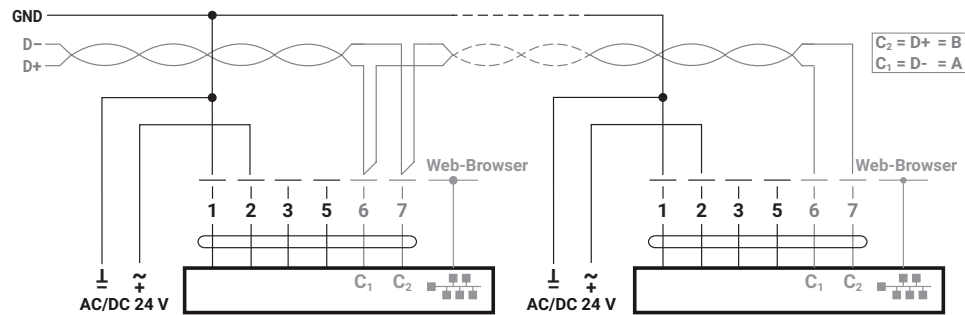 GND
D−
D+
C₂ = D+ = B
C₁ = D- = A
Web-Browser
Web-Browser
1 2 3 5 6 7
1 2 3 5 6 7
⊥ ~
= +
AC/DC 24 V
C₁ C₂
⊥ ~
= +
AC/DC 24 V
C₁ C₂